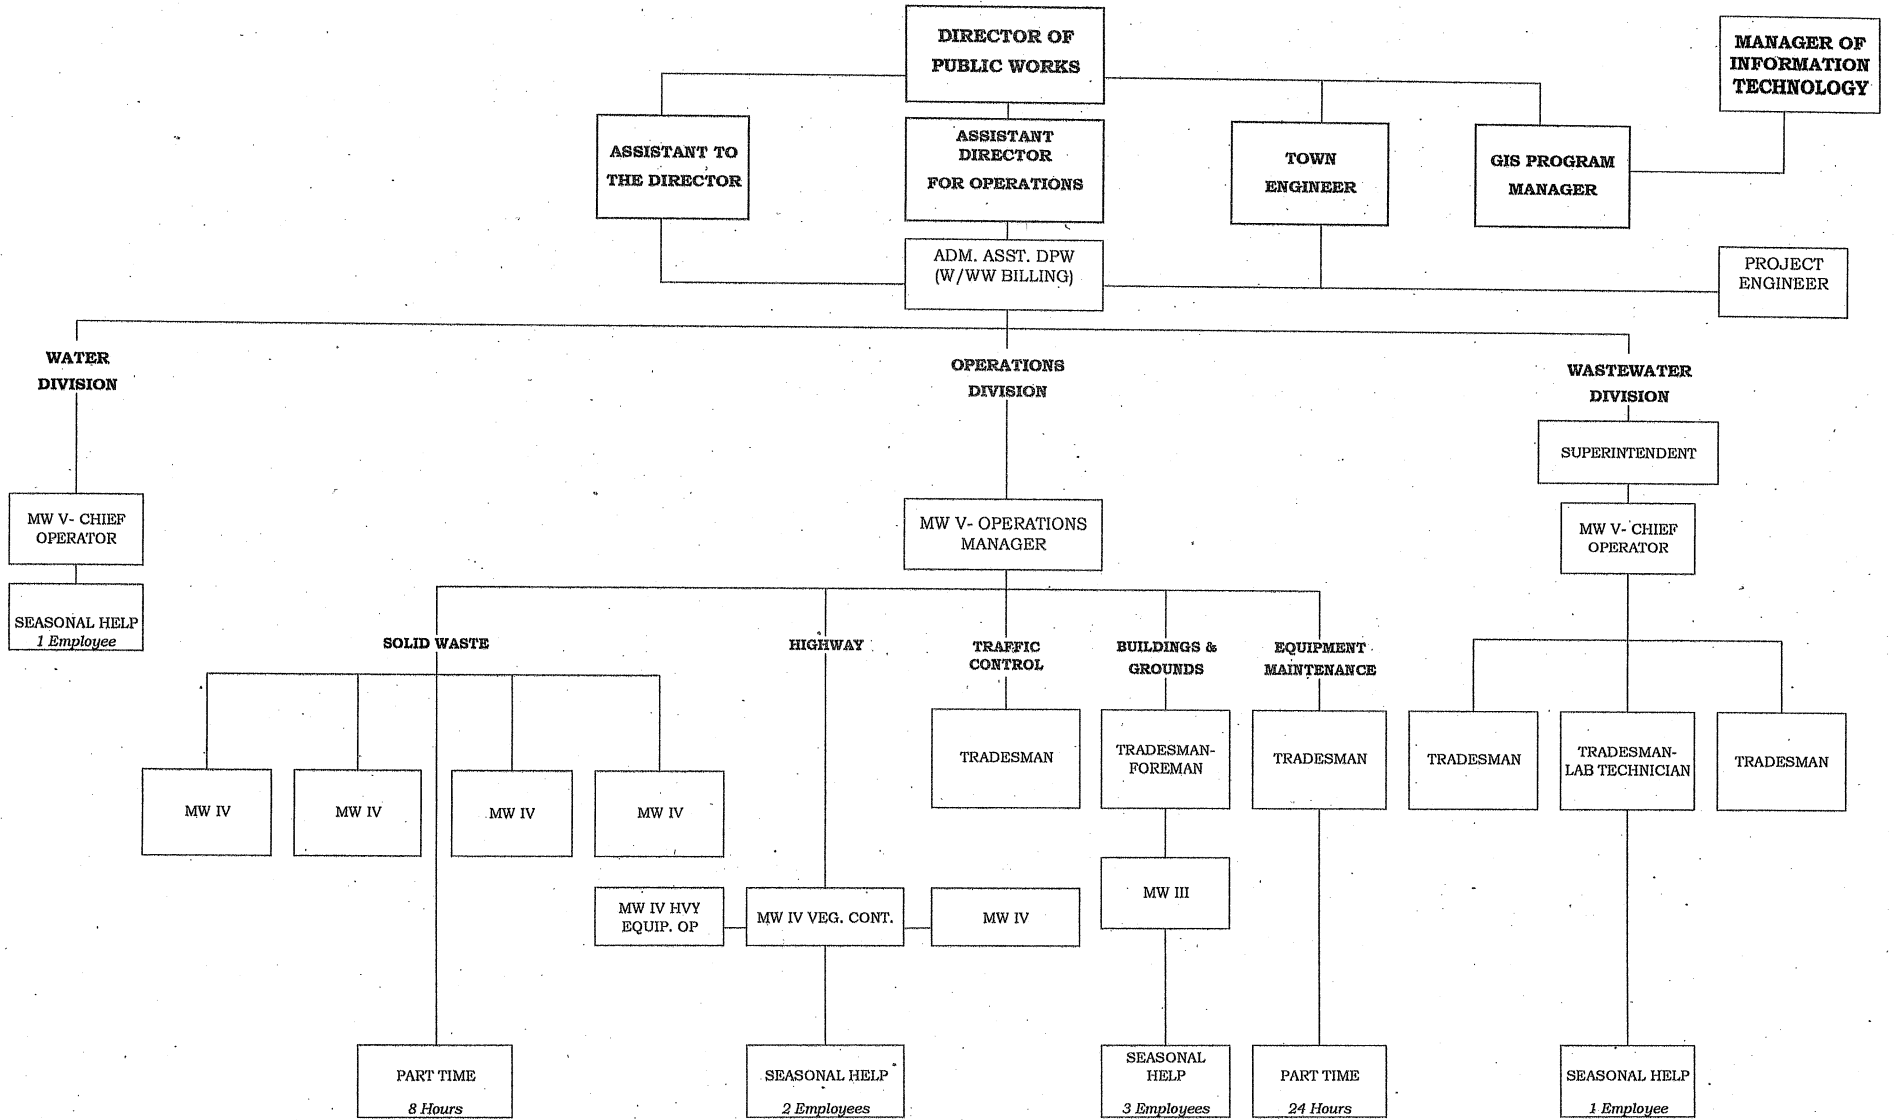 DIRECTOR OF
PUBLIC WORKS
MANAGER OF
INFORMATION
TECHNOLOGY
ASSISTANT TO
THE DIRECTOR
ASSISTANT
DIRECTOR
FOR OPERATIONS
TOWN
ENGINEER
GIS PROGRAM
MANAGER
ADM. ASST. DPW
(W/WW BILLING)
PROJECT
ENGINEER
WATER
DIVISION
OPERATIONS
DIVISION
WASTEWATER
DIVISION
SUPERINTENDENT
MW V- CHIEF
OPERATOR
MW V- OPERATIONS
MANAGER
MW V- CHIEF
OPERATOR
SEASONAL HELP
1 Employee
SOLID WASTE
HIGHWAY
TRAFFIC
CONTROL
BUILDINGS &
GROUNDS
EQUIPMENT
MAINTENANCE
TRADESMAN
TRADESMAN-
FOREMAN
TRADESMAN
TRADESMAN
TRADESMAN-
LAB TECHNICIAN
TRADESMAN
MW IV
MW IV
MW IV
MW IV
MW IV HVY
EQUIP. OP
MW IV VEG. CONT.
MW IV
MW III
PART TIME
8 Hours
SEASONAL HELP
2 Employees
SEASONAL
HELP
3 Employees
PART TIME
24 Hours
SEASONAL HELP
1 Employee